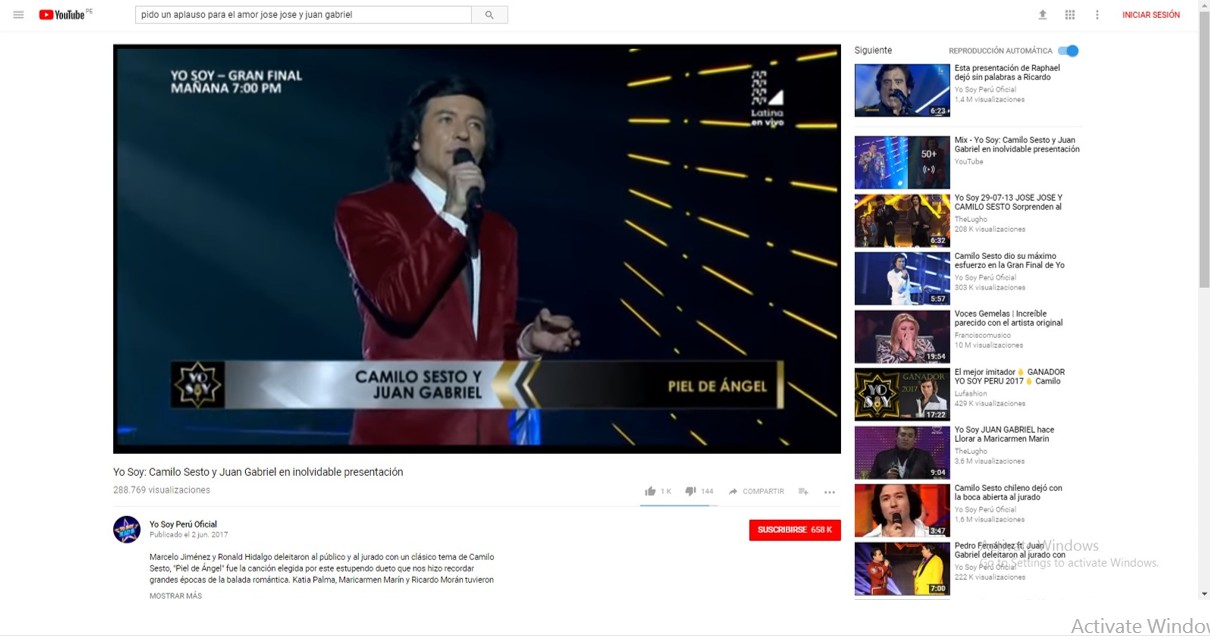 YouTube PE
pido un aplauso para el amor jose jose y juan gabriel
INICIAR SESIÓN
YO SOY – GRAN FINAL
MAÑANA 7:00 PM
Latina
en vivo
YO
SOY
CAMILO SESTO Y
JUAN GABRIEL
PIEL DE ÁNGEL
Yo Soy: Camilo Sesto y Juan Gabriel en inolvidable presentación
288.769 visualizaciones
1 K
144
COMPARTIR
Yo Soy Perú Oficial
Publicado el 2 jun. 2017
SUSCRIBIRSE 658 K
Marcelo Jiménez y Ronald Hidalgo deleitaron al público y al jurado con un clásico tema de Camilo
Sesto, "Piel de Ángel" fue la canción elegida por este estupendo dueto que nos hizo recordar
grandes épocas de la balada romántica. Katia Palma, Maricarmen Marín y Ricardo Morán tuvieron
MOSTRAR MÁS
Siguiente
REPRODUCCIÓN AUTOMÁTICA
Esta presentación de Raphael
dejó sin palabras a Ricardo
Yo Soy Perú Oficial
1,4 M visualizaciones
6:23
Mix - Yo Soy: Camilo Sesto y Juan
Gabriel en inolvidable presentación
YouTube
50+
Yo Soy 29-07-13 JOSE JOSE Y
CAMILO SESTO Sorprenden al
TheLugho
208 K visualizaciones
6:32
Camilo Sesto dio su máximo
esfuerzo en la Gran Final de Yo
Yo Soy Perú Oficial
303 K visualizaciones
5:57
Voces Gemelas | Increíble
parecido con el artista original
Franciscomusico
10 M visualizaciones
19:54
El mejor imitador GANADOR
YO SOY PERU 2017 Camilo
Lufashion
429 K visualizaciones
GANADOR
2017
YO
SOY
17:22
Yo Soy JUAN GABRIEL hace
Llorar a Maricarmen Marin
TheLugho
3,6 M visualizaciones
9:04
Camilo Sesto chileno dejó con
la boca abierta al jurado
Yo Soy Perú Oficial
1,6 M visualizaciones
3:47
Pedro Fernández ft. Juan
Gabriel deleitaron al jurado con
Yo Soy Perú Oficial
222 K visualizaciones
7:00
Activate Windows
Go to Settings to activate Windows.
Activate Windo